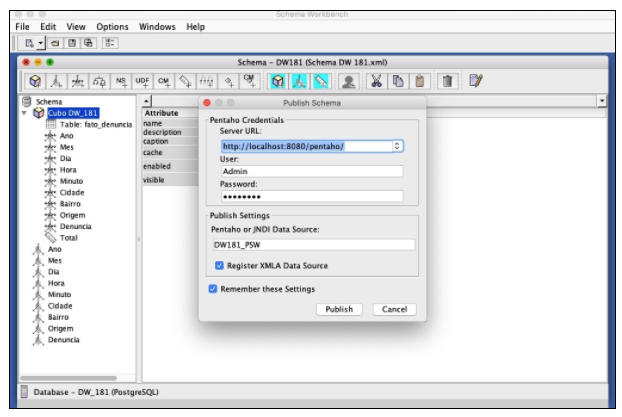 Schema Workbench
File Edit View Options Windows Help
Schema - DW181 (Schema DW 181.xml)
NS UDF CM CM
Schema
Cubo DW_181
Table: fato_denuncia
Ano
Mes
Dia
Hora
Minuto
Cidade
Bairro
Origem
Denuncia
Total
Ano
Mes
Dia
Hora
Minuto
Cidade
Bairro
Origem
Denuncia
Attribute
name
description
caption
cache
enabled
visible
Publish Schema
Pentaho Credentials
Server URL:
http://localhost:8080/pentaho/
User:
Admin
Password:
••••••••
Publish Settings
Pentaho or JNDI Data Source:
DW181_PSW
Register XMLA Data Source
Remember these Settings
Publish Cancel
Database - DW_181 (PostgreSQL)